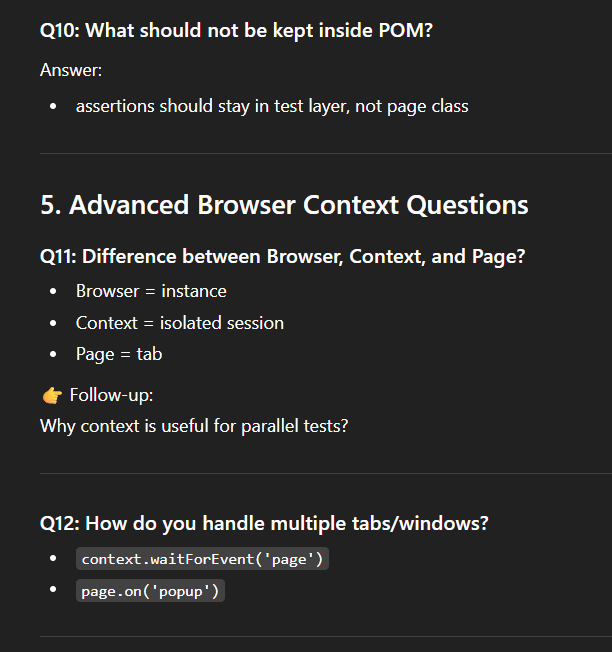 Q10: What should not be kept inside POM?
Answer:
• assertions should stay in test layer, not page class
5. Advanced Browser Context Questions
Q11: Difference between Browser, Context, and Page?
• Browser = instance
• Context = isolated session
• Page = tab
👉 Follow-up:
Why context is useful for parallel tests?
Q12: How do you handle multiple tabs/windows?
• context.waitForEvent('page')
• page.on('popup')